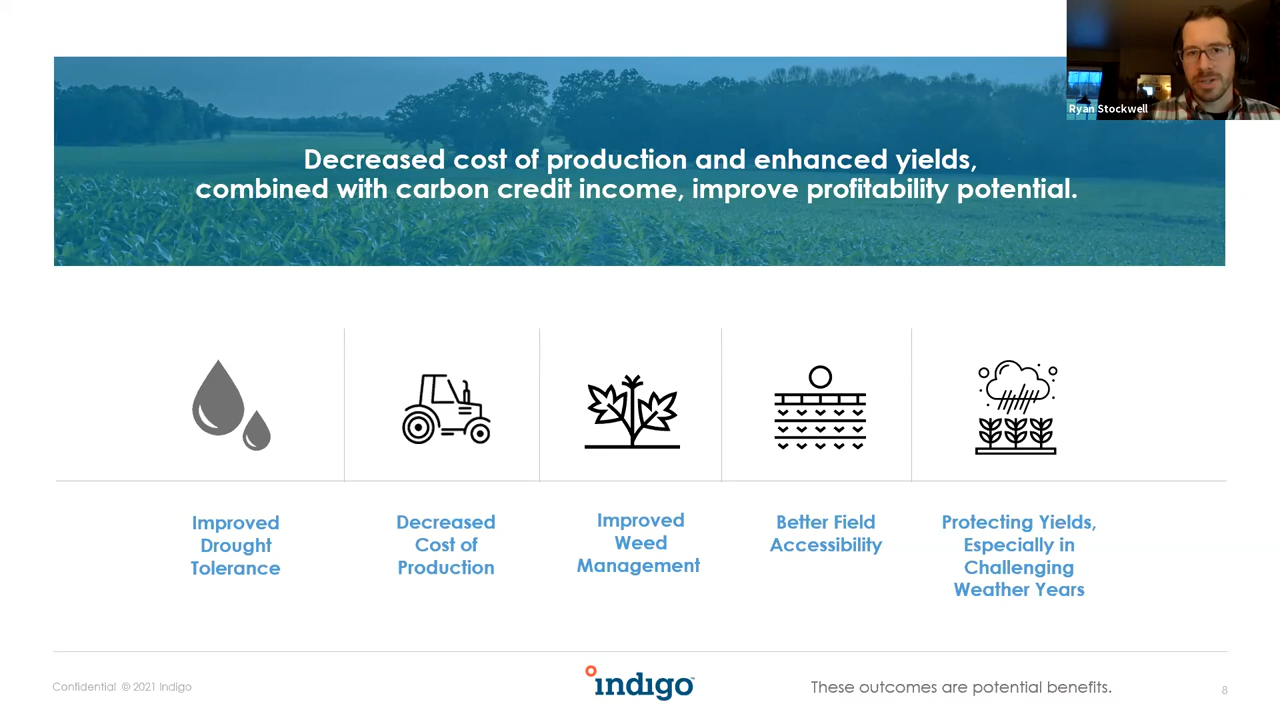 Ryan Stockwell
Decreased cost of production and enhanced yields,
combined with carbon credit income, improve profitability potential.
Improved
Drought
Tolerance
Decreased
Cost of
Production
Improved
Weed
Management
Better Field
Accessibility
Protecting Yields,
Especially in
Challenging
Weather Years
Confidential © 2021 Indigo
indigo™
These outcomes are potential benefits.
8